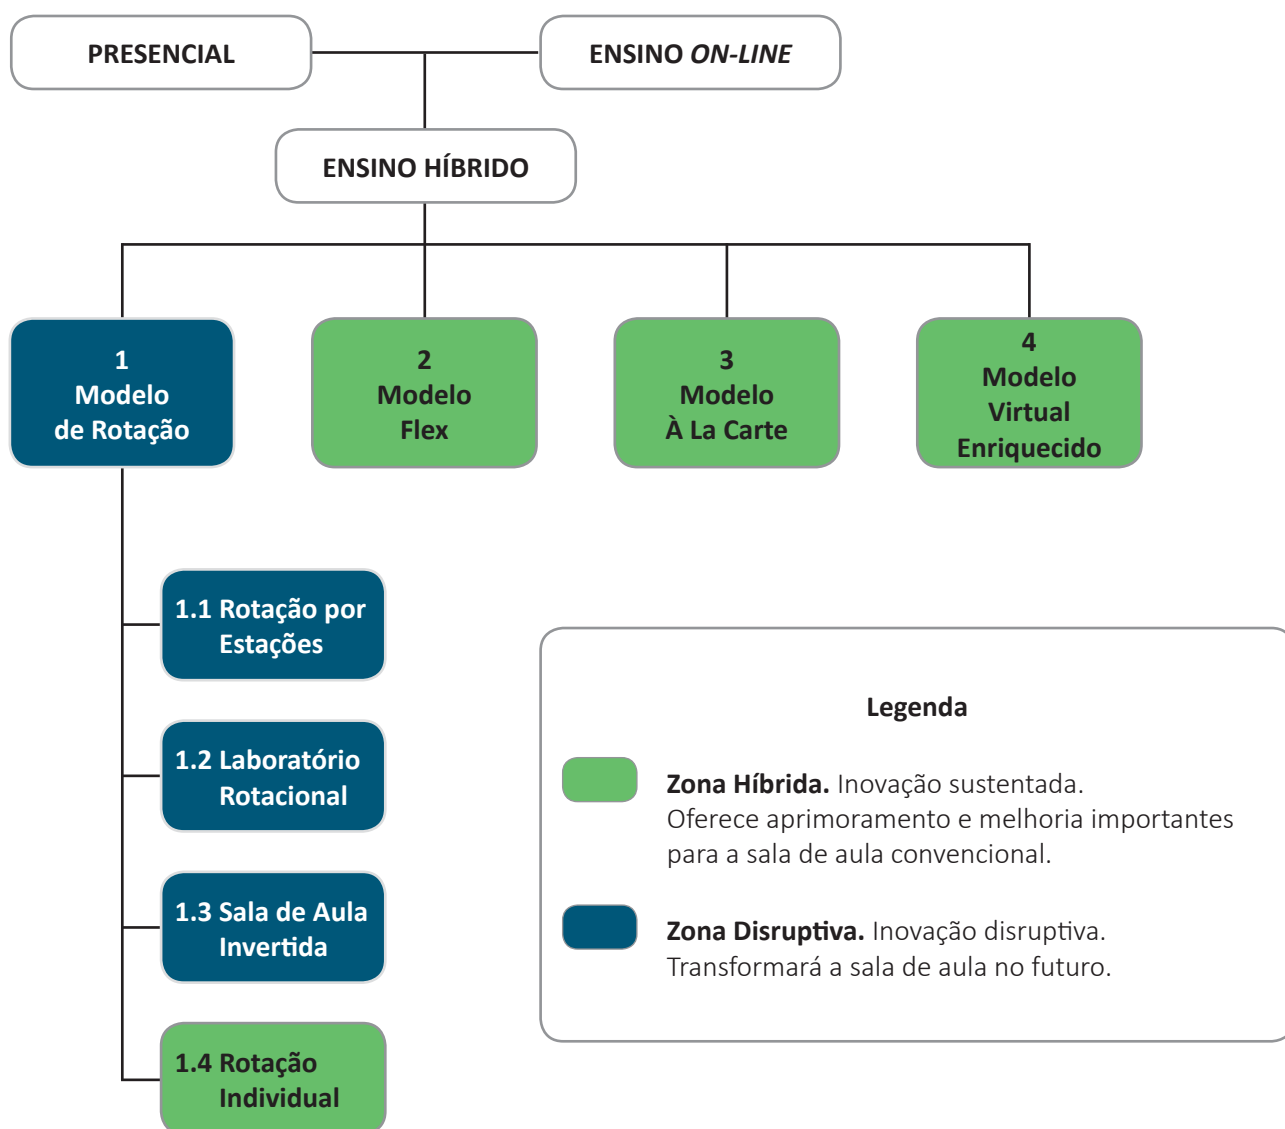 PRESENCIAL
ENSINO ON-LINE
ENSINO HÍBRIDO
1
Modelo
de Rotação
2
Modelo
Flex
3
Modelo
À La Carte
4
Modelo
Virtual
Enriquecido
1.1 Rotação por
Estações
1.2 Laboratório
Rotacional
1.3 Sala de Aula
Invertida
1.4 Rotação
Individual
Legenda
Zona Híbrida. Inovação sustentada.
Oferece aprimoramento e melhoria importantes
para a sala de aula convencional.
Zona Disruptiva. Inovação disruptiva.
Transformará a sala de aula no futuro.